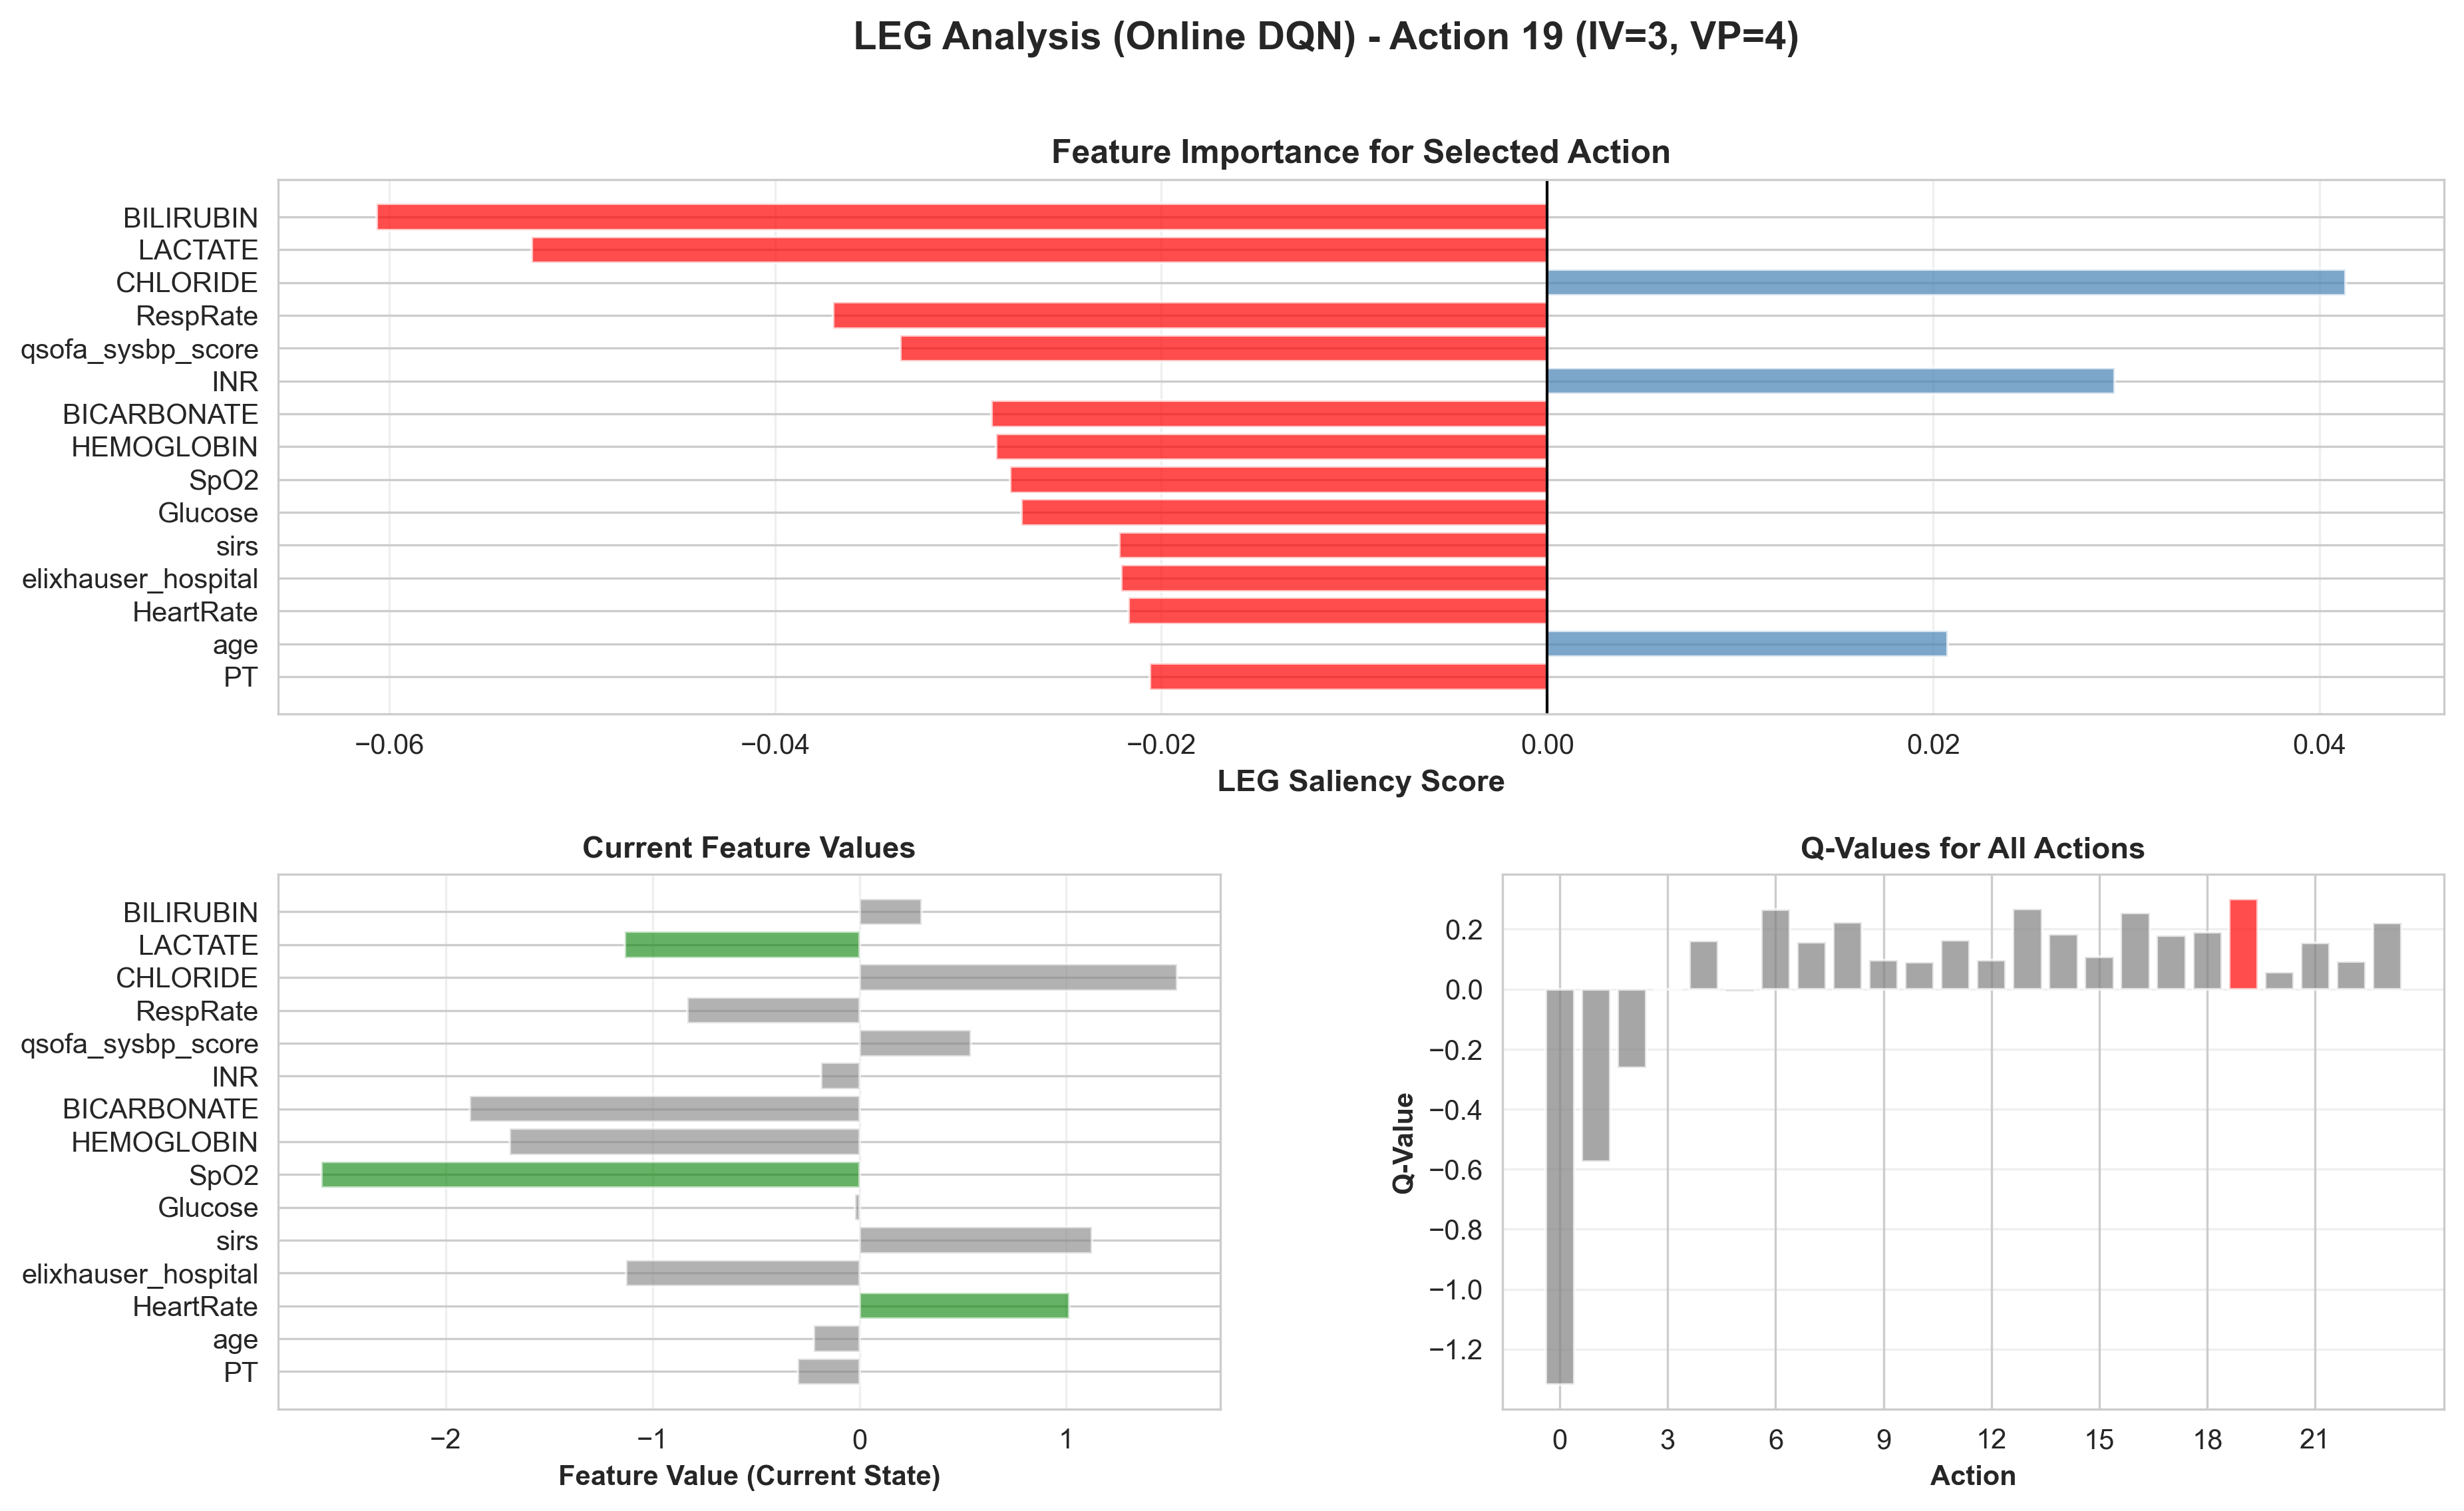 LEG Analysis (Online DQN) - Action 19 (IV=3, VP=4)
Feature Importance for Selected Action
BILIRUBIN
LACTATE
CHLORIDE
RespRate
qsofa_sysbp_score
INR
BICARBONATE
HEMOGLOBIN
SpO2
Glucose
sirs
elixhauser_hospital
HeartRate
age
PT
−0.06 −0.04 −0.02 0.00 0.02 0.04
LEG Saliency Score
Current Feature Values
BILIRUBIN
LACTATE
CHLORIDE
RespRate
qsofa_sysbp_score
INR
BICARBONATE
HEMOGLOBIN
SpO2
Glucose
sirs
elixhauser_hospital
HeartRate
age
PT
−2 −1 0 1
Feature Value (Current State)
Q-Values for All Actions
Q-Value
0.2
0.0
−0.2
−0.4
−0.6
−0.8
−1.0
−1.2
0 3 6 9 12 15 18 21
Action